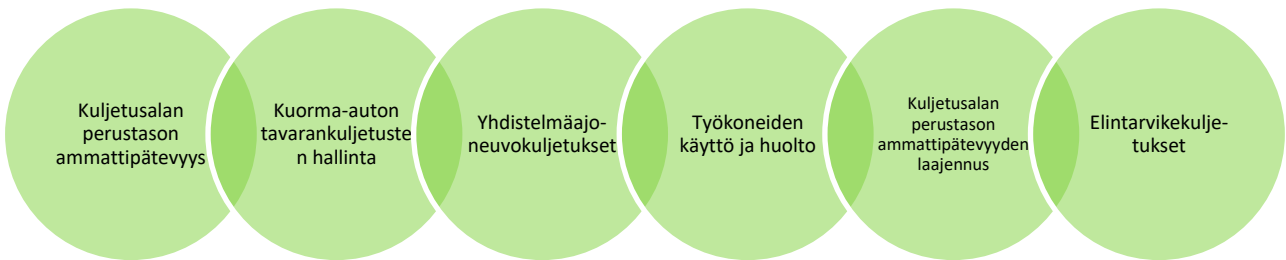 Kuljetusalan
perustason
ammattipätevyys
Kuorma-auton
tavarankuljetuste
n hallinta
Yhdistelmäajo-
neuvokuljetukset
Työkoneiden
käyttö ja huolto
Kuljetusalan
perustason
ammattipätevyyden
laajennus
Elintarvikekulje-
tukset